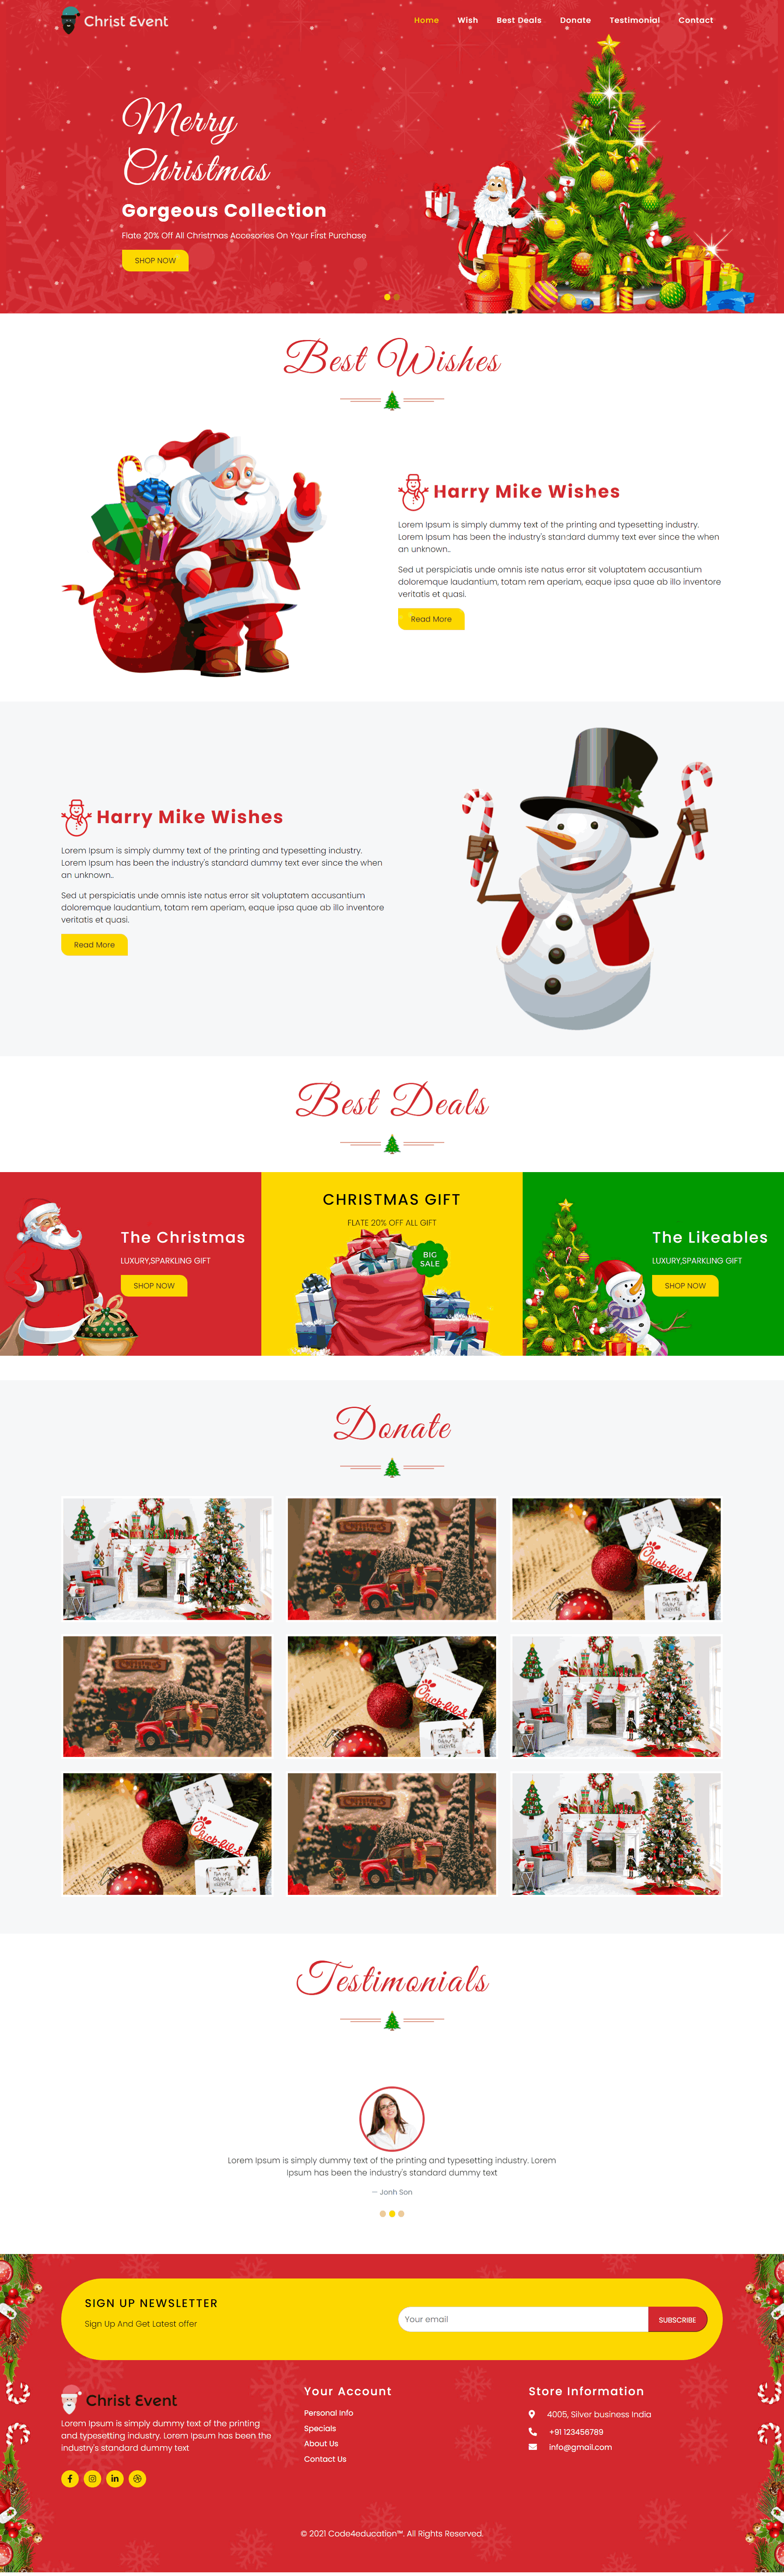 Christ Event
Home Wish Best Deals Donate Testimonial Contact
Merry
Christmas
Gorgeous Collection
Flate 20% Off All Christmas Accesories On Your First Purchase
SHOP NOW
Best Wishes
Harry Mike Wishes
Lorem Ipsum is simply dummy text of the printing and typesetting industry.
Lorem Ipsum has been the industry's standard dummy text ever since the when
an unknown..
Sed ut perspiciatis unde omnis iste natus error sit voluptatem accusantium
doloremque laudantium, totam rem aperiam, eaque ipsa quae ab illo inventore
veritatis et quasi.
Read More
Harry Mike Wishes
Lorem Ipsum is simply dummy text of the printing and typesetting industry.
Lorem Ipsum has been the industry's standard dummy text ever since the when
an unknown..
Sed ut perspiciatis unde omnis iste natus error sit voluptatem accusantium
doloremque laudantium, totam rem aperiam, eaque ipsa quae ab illo inventore
veritatis et quasi.
Read More
Best Deals
The Christmas
LUXURY,SPARKLING GIFT
SHOP NOW
CHRISTMAS GIFT
FLATE 20% OFF ALL GIFT
BIG
SALE
The Likeables
LUXURY,SPARKLING GIFT
SHOP NOW
Donate
Testimonials
Lorem Ipsum is simply dummy text of the printing and typesetting industry. Lorem
Ipsum has been the industry's standard dummy text
— Jonh Son
SIGN UP NEWSLETTER
Sign Up And Get Latest offer
Your email
SUBSCRIBE
Christ Event
Lorem Ipsum is simply dummy text of the printing
and typesetting industry. Lorem Ipsum has been the
industry's standard dummy text
Your Account
Personal Info
Specials
About Us
Contact Us
Store Information
4005, Silver business India
+91 123456789
info@gmail.com
© 2021 Code4education™. All Rights Reserved.